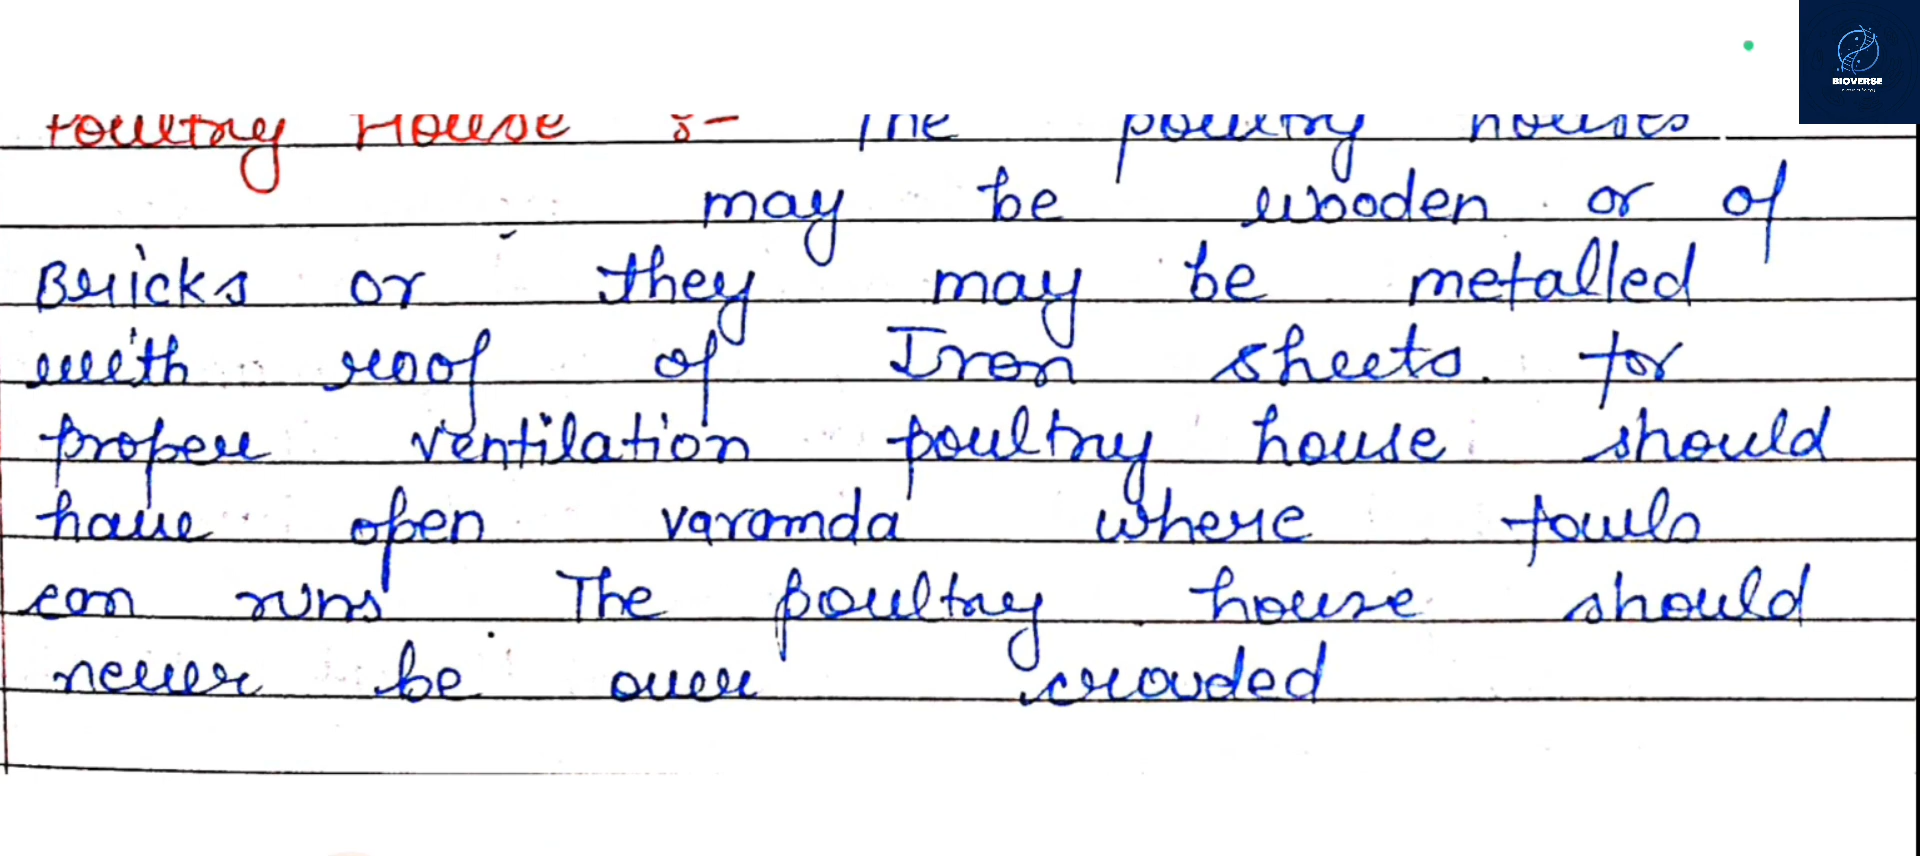 BIOVERSE
Poultry House :- The poultry houses
may be wooden or of
Bricks or they may be metalled
with roof of Iron sheets. for
proper ventilation poultry house should
have open varamda where fowls
can runs The poultry house should
never be over crowded